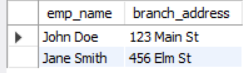 emp_name branch_address
John Doe 123 Main St
Jane Smith 456 Elm St